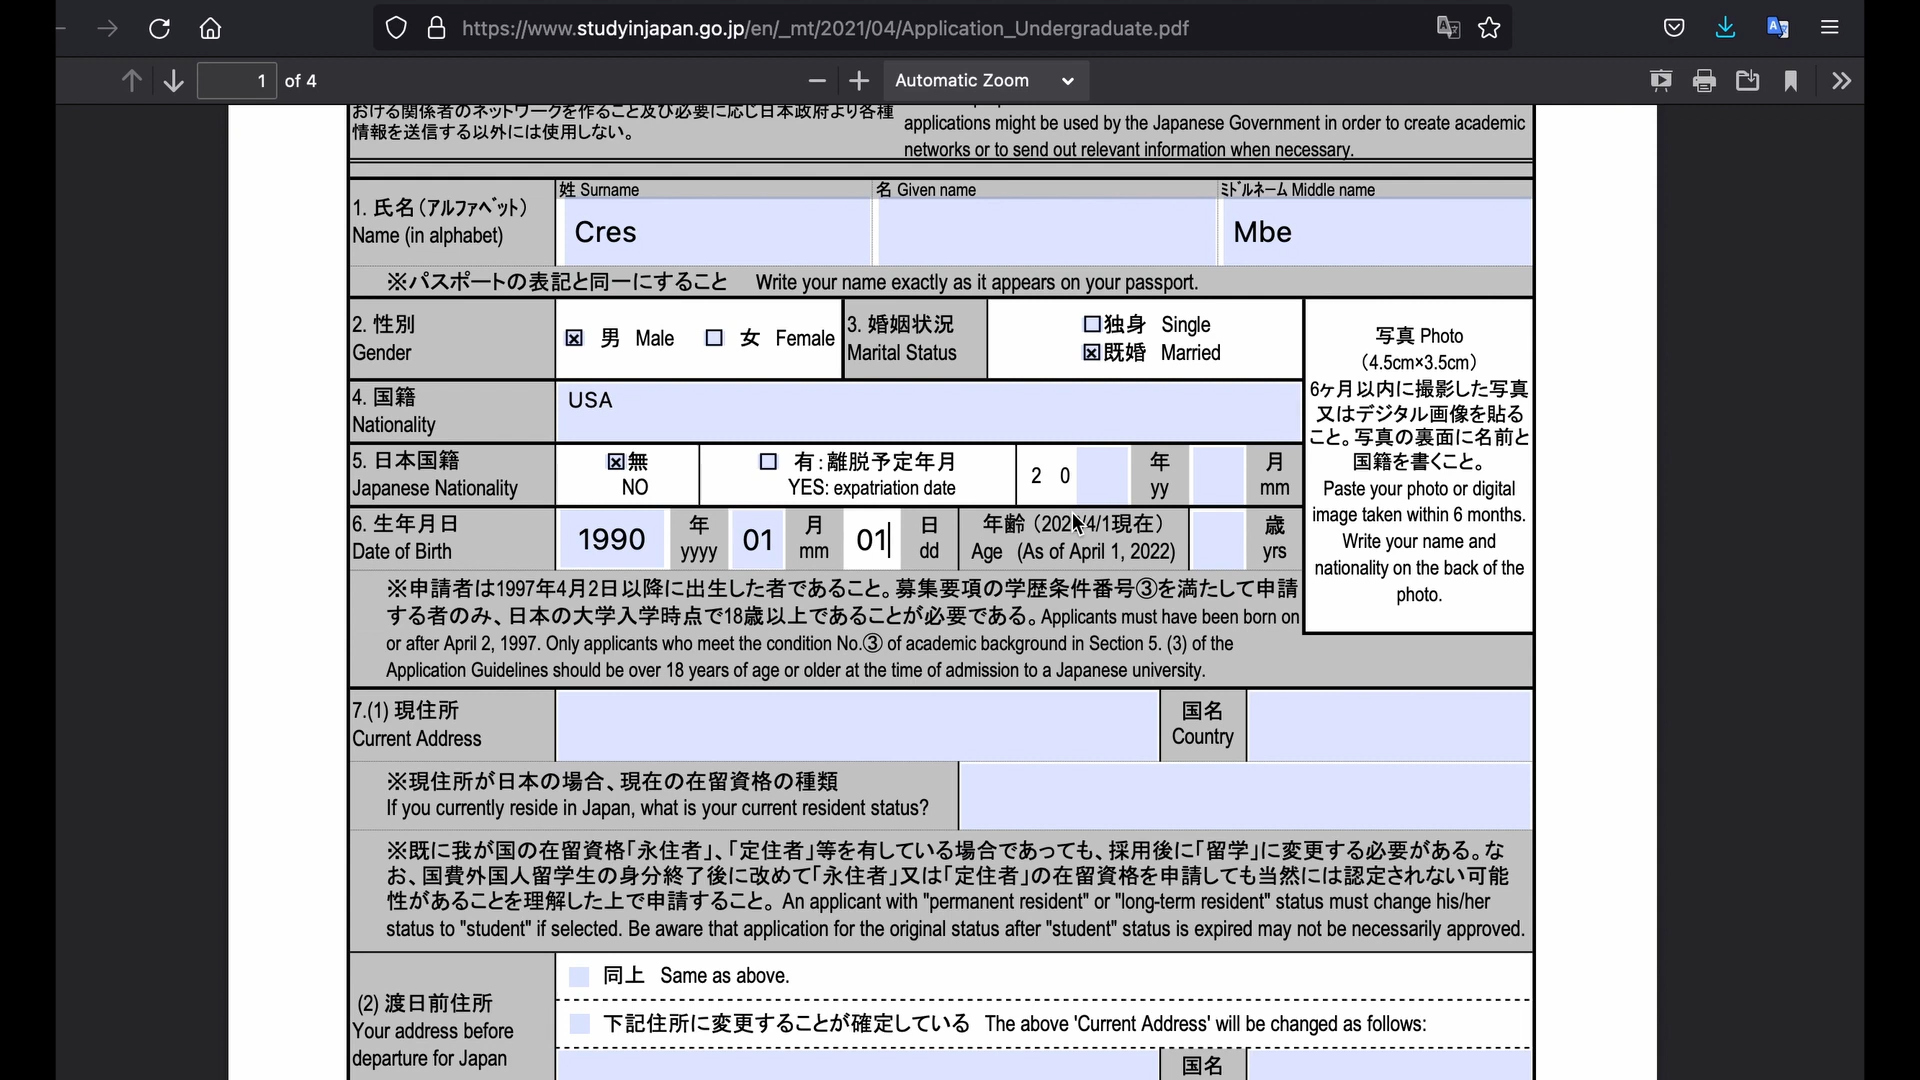 https://www.studyinjapan.go.jp/en/_mt/2021/04/Application_Undergraduate.pdf
1 of 4
Automatic Zoom
おける関係者のネットワークを作ること及び必要に応じ日本政府より各種
情報を送信する以外には使用しない。
applications might be used by the Japanese Government in order to create academic
networks or to send out relevant information when necessary.
1. 氏名（アルファベット）
Name (in alphabet)
姓 Surname
名 Given name
ミドルネーム Middle name
Cres
Mbe
※パスポートの表記と同一にすること Write your name exactly as it appears on your passport.
2. 性別
Gender
男 Male
女 Female
3. 婚姻状況
Marital Status
独身 Single
既婚 Married
写真 Photo
（4.5cm×3.5cm）
6ヶ月以内に撮影した写真
又はデジタル画像を貼る
こと。写真の裏面に名前と
国籍を書くこと。
Paste your photo or digital
image taken within 6 months.
Write your name and
nationality on the back of the
photo.
4. 国籍
Nationality
USA
5. 日本国籍
Japanese Nationality
無
NO
有：離脱予定年月
YES: expatriation date
2 0
年
yy
月
mm
6. 生年月日
Date of Birth
1990
年
yyyy
01
月
mm
01
日
dd
年齢（202 /4/1現在）
Age (As of April 1, 2022)
歳
yrs
※申請者は1997年4月2日以降に出生した者であること。募集要項の学歴条件番号③を満たして申請
する者のみ、日本の大学入学時点で18歳以上であることが必要である。Applicants must have been born on
or after April 2, 1997. Only applicants who meet the condition No.③ of academic background in Section 5. (3) of the
Application Guidelines should be over 18 years of age or older at the time of admission to a Japanese university.
7.(1) 現住所
Current Address
国名
Country
※現住所が日本の場合、現在の在留資格の種類
If you currently reside in Japan, what is your current resident status?
※既に我が国の在留資格「永住者」、「定住者」等を有している場合であっても、採用後に「留学」に変更する必要がある。な
お、国費外国人留学生の身分終了後に改めて「永住者」又は「定住者」の在留資格を申請しても当然には認定されない可能
性があることを理解した上で申請すること。An applicant with "permanent resident" or "long-term resident" status must change his/her
status to "student" if selected. Be aware that application for the original status after "student" status is expired may not be necessarily approved.
(2) 渡日前住所
Your address before
departure for Japan
同上 Same as above.
下記住所に変更することが確定している The above 'Current Address' will be changed as follows:
国名